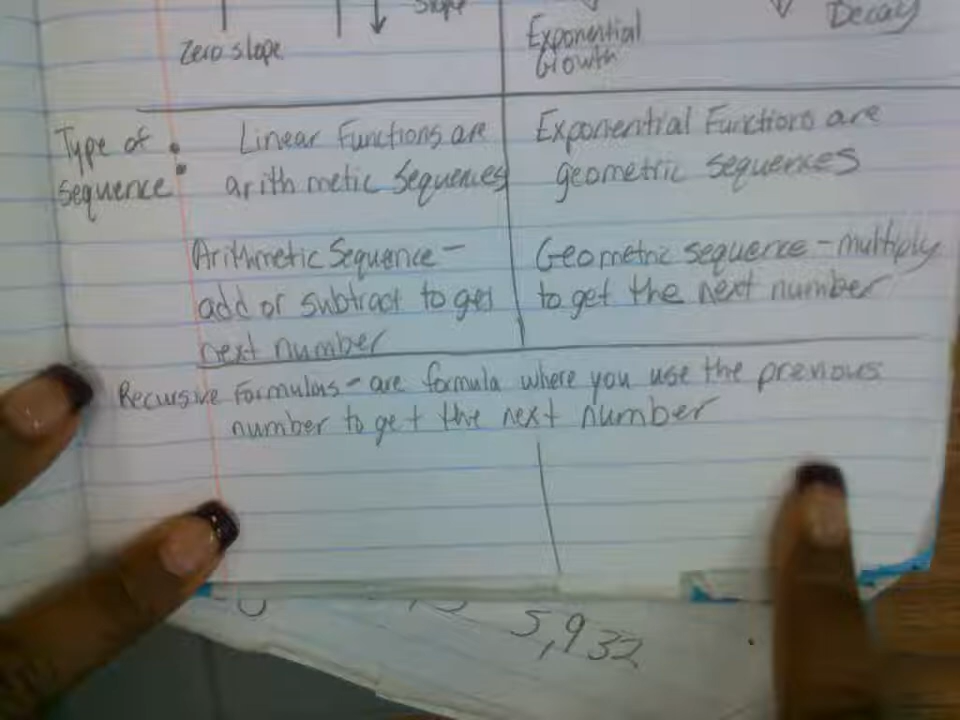 Slope
Decay
Zero slope
Exponential
Growth
Type of
sequence:
Linear Functions are
arithmetic sequences
Exponential Functions are
geometric sequences
Arithmetic Sequence -
add or subtract to get
next number
Geometric sequence - multiply
to get the next number
Recursive Formulas - are formula where you use the previous
number to get the next number
5,932